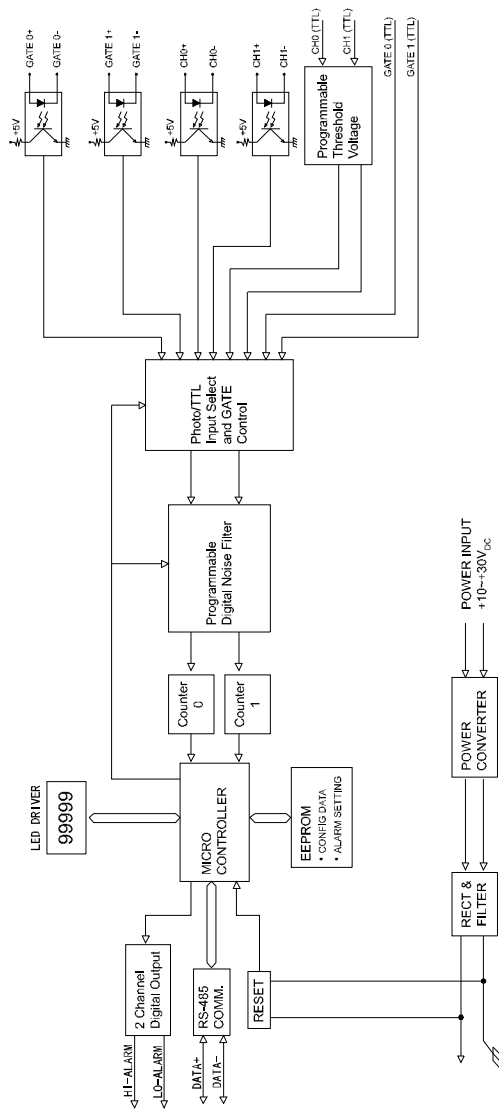 GATE 0+
GATE 0-
GATE 1+
GATE 1-
CH0+
CH0-
CH1+
CH1-
CH0 (TTL)
CH1 (TTL)
GATE 0 (TTL)
GATE 1 (TTL)
+5V
+5V
+5V
+5V
Programmable
Threshold
Voltage
Photo/TTL
Input Select
and GATE
Control
Programmable
Digital Noise Filter
Counter
0
Counter
1
LED DRIVER
99999
MICRO
CONTROLLER
EEPROM
* CONFIG DATA
* ALARM SETTING
2 Channel
Digital Output
HI-ALARM
LO-ALARM
RS-485
COMM.
DATA+
DATA-
RESET
POWER INPUT
+10~+30VDC
POWER
CONVERTER
RECT &
FILTER